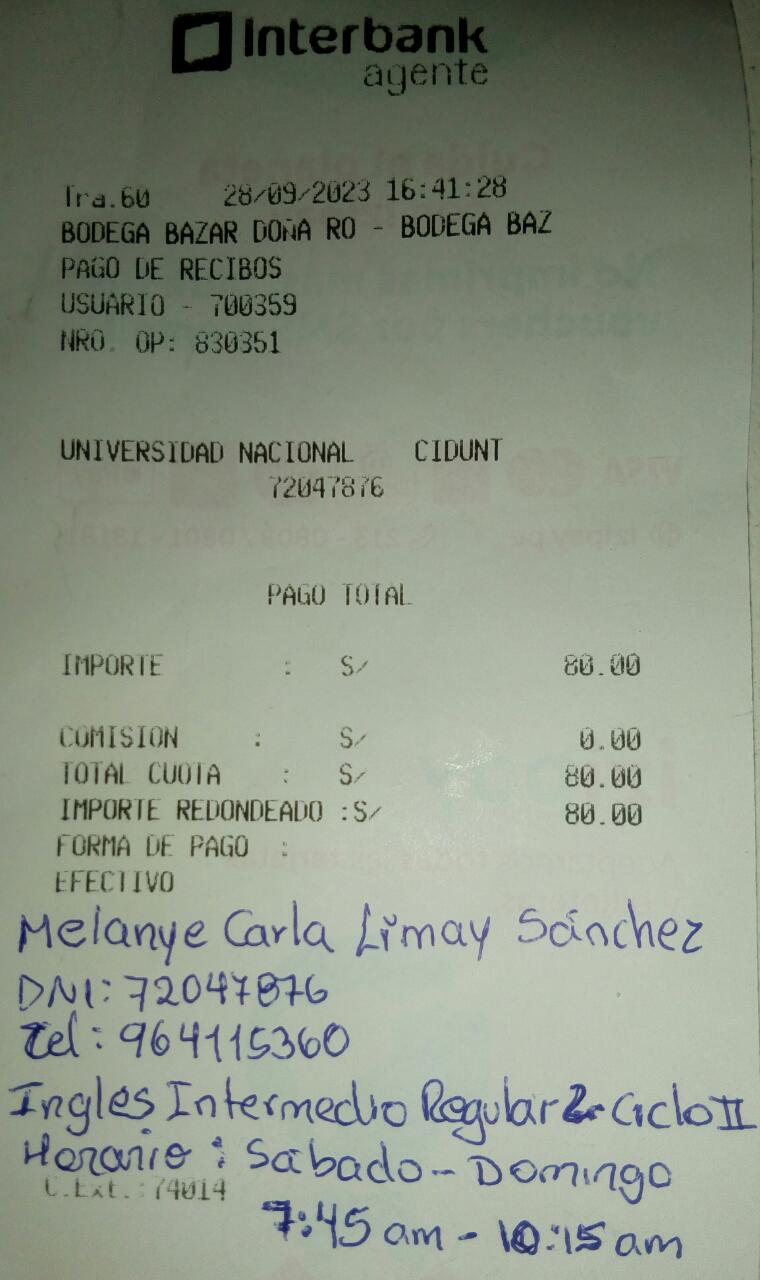 Interbank
agente
Tra.60 28/09/2023 16:41:28
BODEGA BAZAR DOÑA RO - BODEGA BAZ
PAGO DE RECIBOS
USUARIO - 700359
NRO. OP: 830351
UNIVERSIDAD NACIONAL CIDUNT
72047876
PAGO TOTAL
IMPORTE : S/ 80.00
COMISION : S/ 0.00
TOTAL CUOTA : S/ 80.00
IMPORTE REDONDEADO :S/ 80.00
FORMA DE PAGO :
EFECTIVO
Melanye Carla Limay Sánchez
DNI: 72047876
Tel: 964115360
Inglés Intermedio Regular 2- Ciclo II
Horario : Sabado - Domingo
C.Ext.:74014
7:45 am - 10:15 am